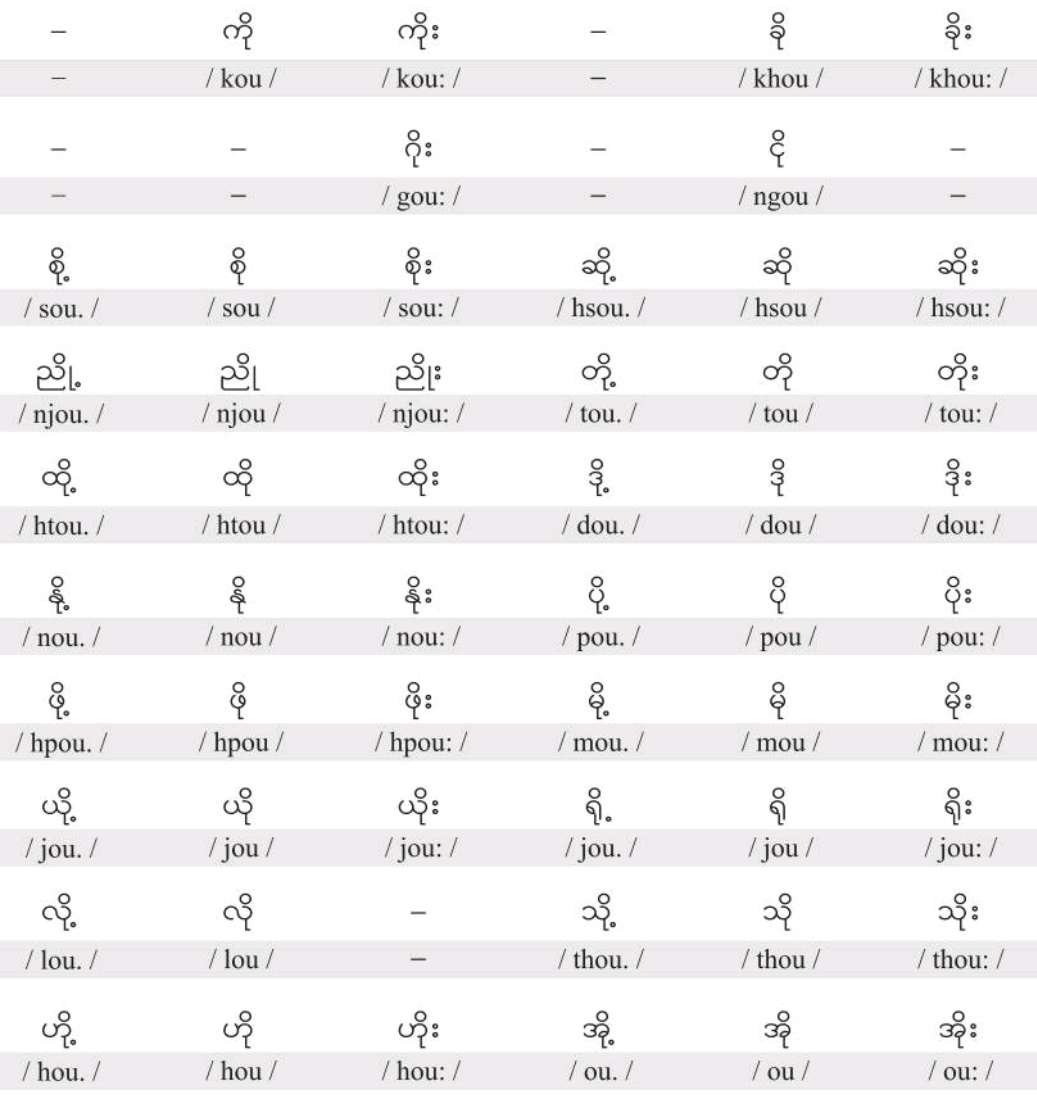 – ကို ကိုး – ခို ခိုး
– / kou / / kou: / – / khou / / khou: /
– – ဂိုး – ငို –
– – / gou: / – / ngou / –
စို့ စို စိုး ဆို့ ဆို ဆိုး
/ sou. / / sou / / sou: / / hsou. / / hsou / / hsou: /
ညို့ ညို ညိုး တို့ တို တိုး
/ njou. / / njou / / njou: / / tou. / / tou / / tou: /
ထို့ ထို ထိုး ဒို့ ဒို ဒိုး
/ htou. / / htou / / htou: / / dou. / / dou / / dou: /
နို့ နို နိုး ပို့ ပို ပိုး
/ nou. / / nou / / nou: / / pou. / / pou / / pou: /
ဖို့ ဖို ဖိုး မို့ မို မိုး
/ hpou. / / hpou / / hpou: / / mou. / / mou / / mou: /
ယို့ ယို ယိုး ရို့ ရို ရိုး
/ jou. / / jou / / jou: / / jou. / / jou / / jou: /
လို့ လို – သို့ သို သိုး
/ lou. / / lou / – / thou. / / thou / / thou: /
ဟို့ ဟို ဟိုး အို့ အို အိုး
/ hou. / / hou / / hou: / / ou. / / ou / / ou: /